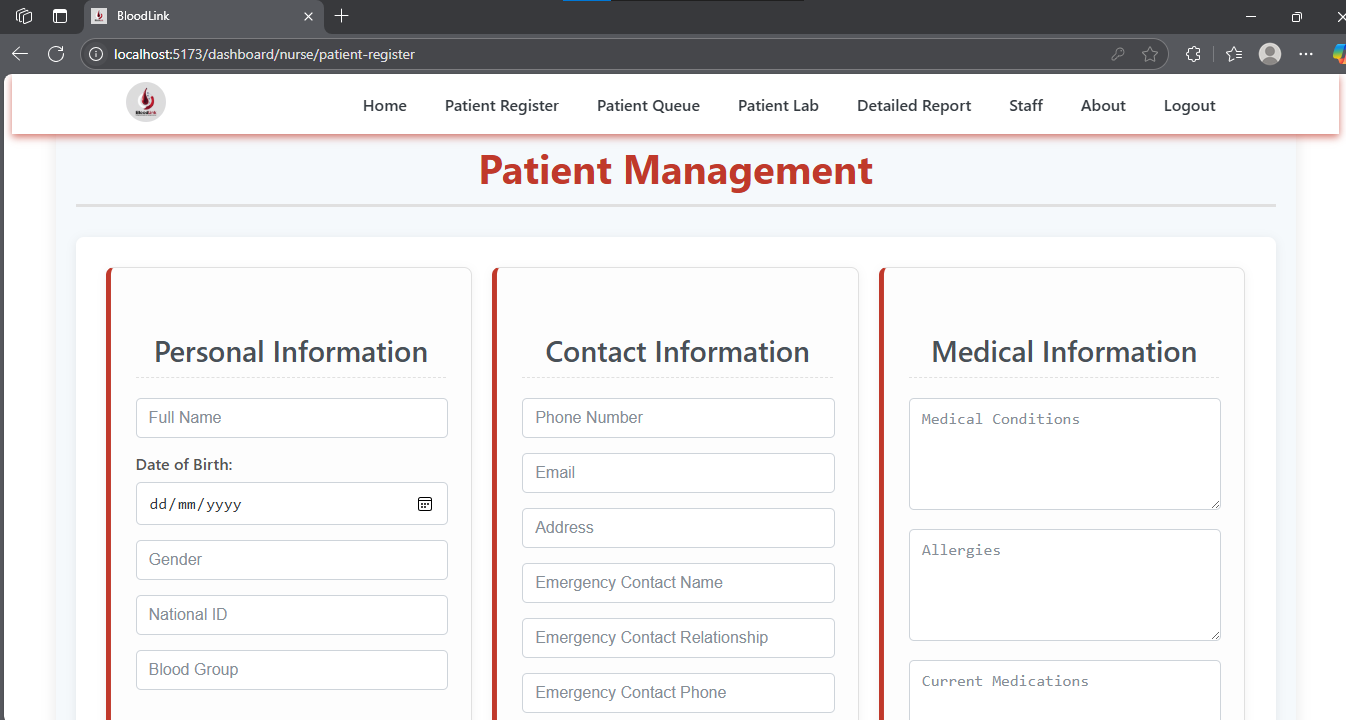 BloodLink
localhost:5173/dashboard/nurse/patient-register
BloodLink
Home Patient Register Patient Queue Patient Lab Detailed Report Staff About Logout
Patient Management
Personal Information
Full Name
Date of Birth:
dd/mm/yyyy
Gender
National ID
Blood Group
Contact Information
Phone Number
Email
Address
Emergency Contact Name
Emergency Contact Relationship
Emergency Contact Phone
Medical Information
Medical Conditions
Allergies
Current Medications